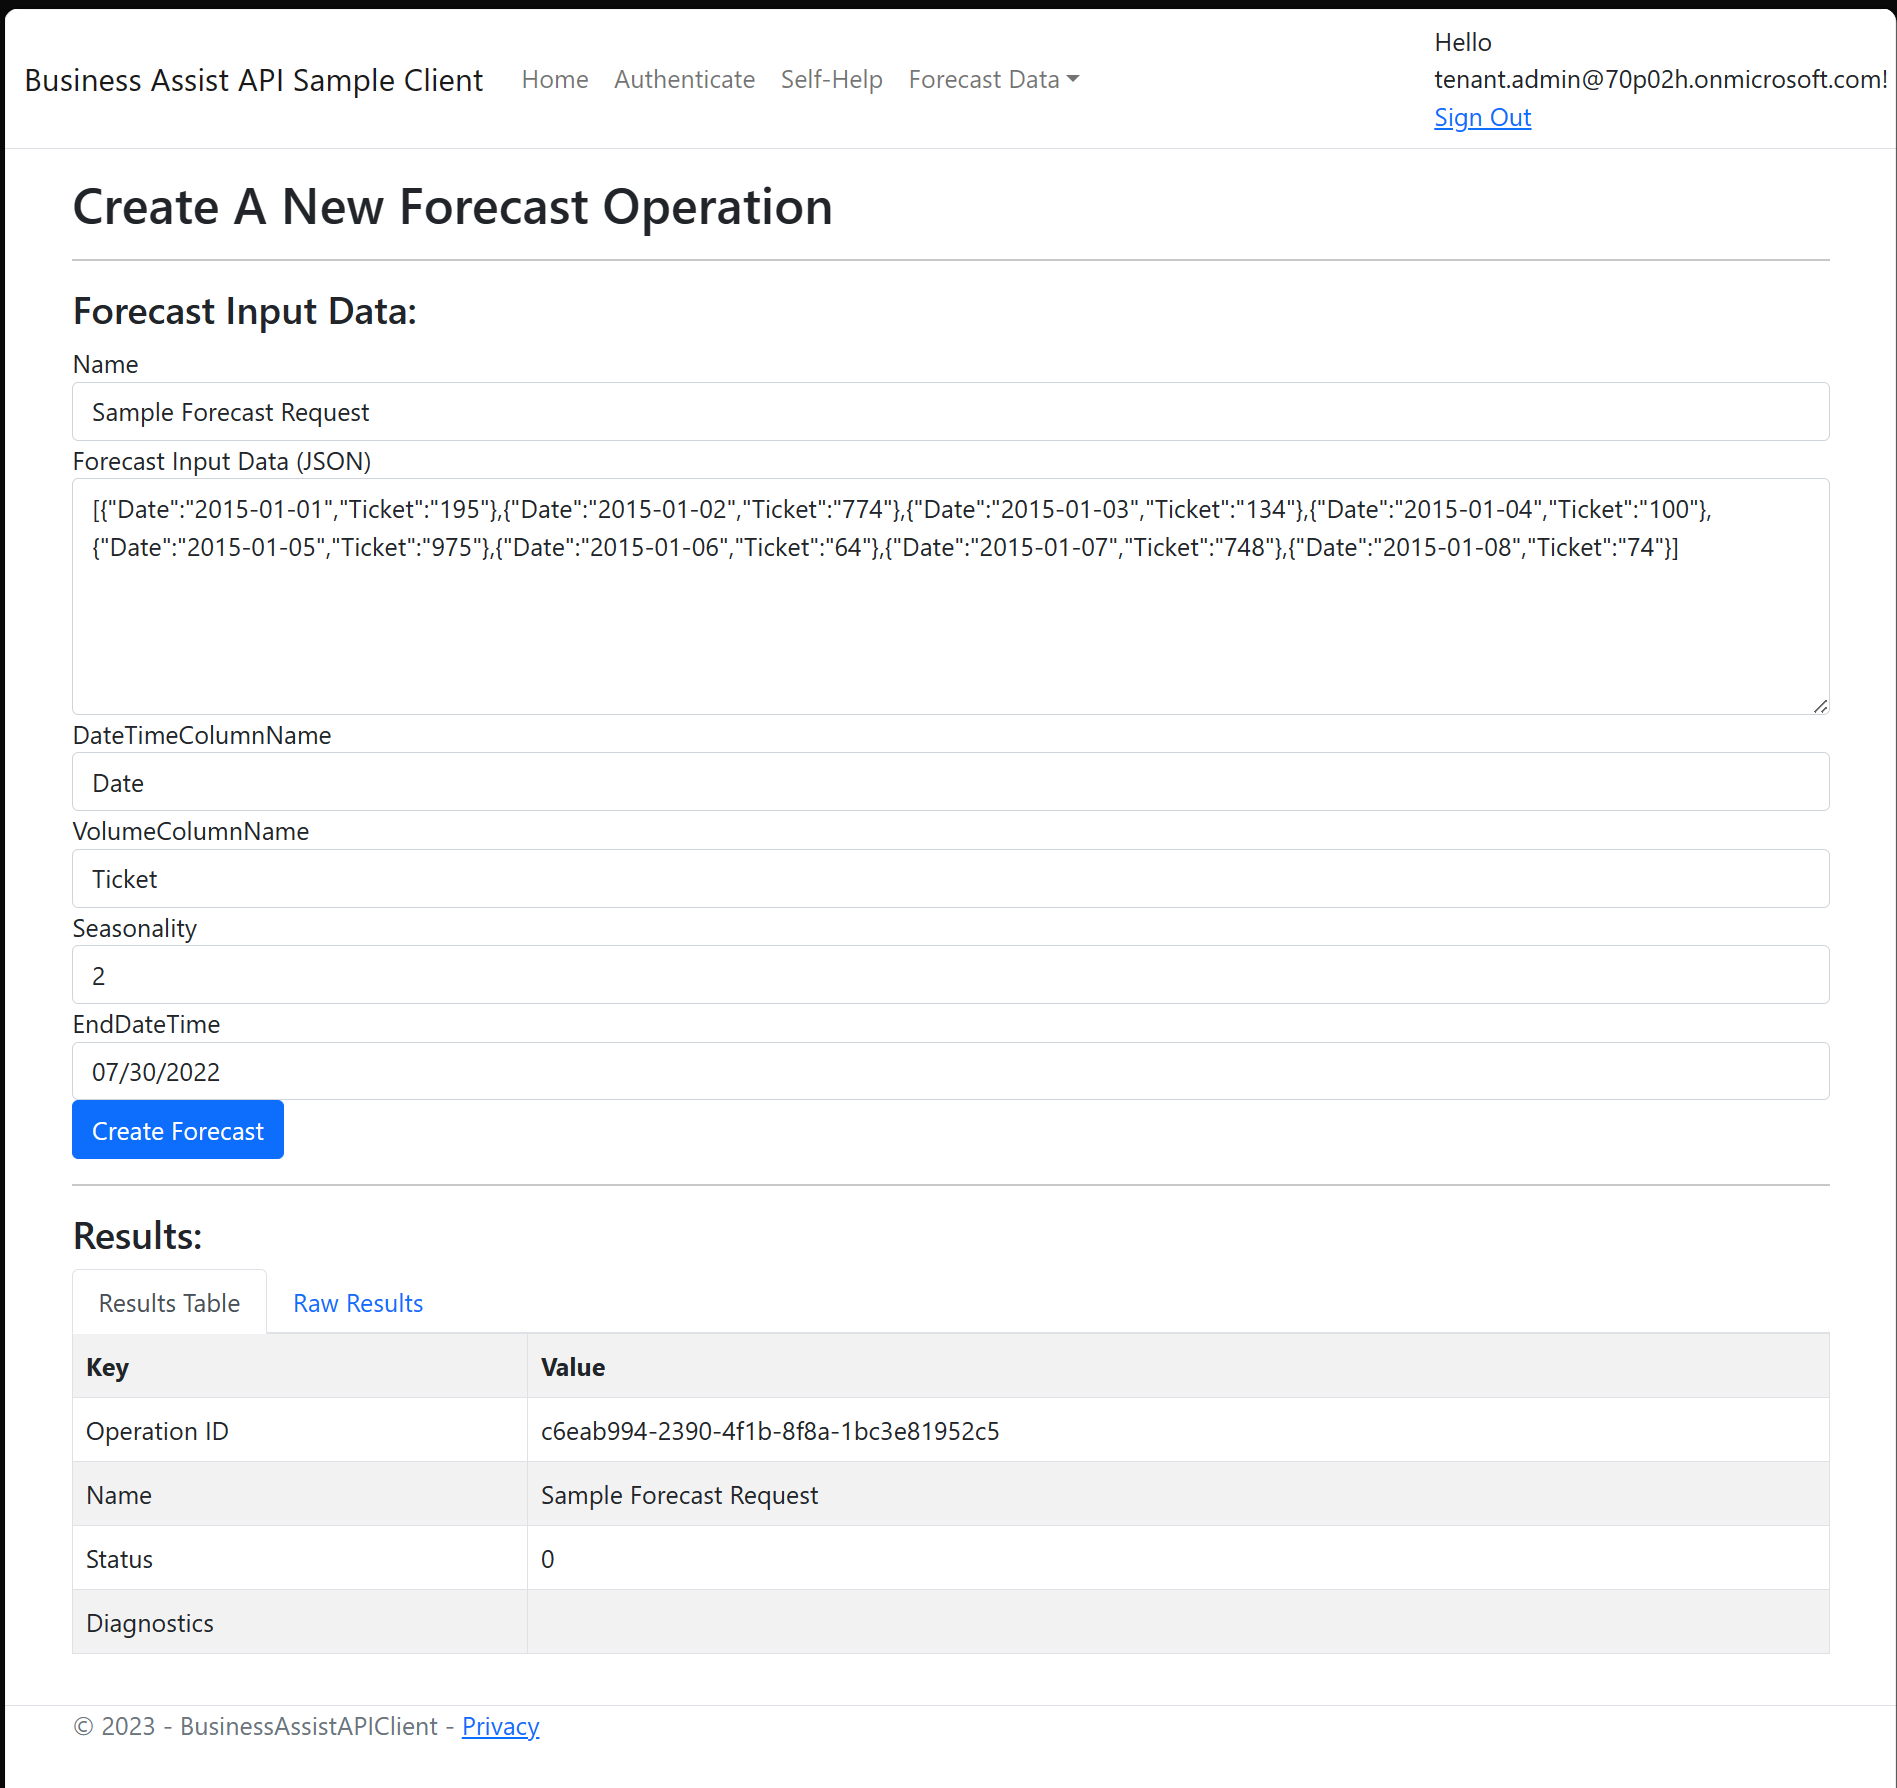 Business Assist API Sample Client
Home
Authenticate
Self-Help
Forecast Data
Hello
tenant.admin@70p02h.onmicrosoft.com!
Sign Out
Create A New Forecast Operation
Forecast Input Data:
Name
Sample Forecast Request
Forecast Input Data (JSON)
[{"Date":"2015-01-01","Ticket":"195"},{"Date":"2015-01-02","Ticket":"774"},{"Date":"2015-01-03","Ticket":"134"},{"Date":"2015-01-04","Ticket":"100"},
{"Date":"2015-01-05","Ticket":"975"},{"Date":"2015-01-06","Ticket":"64"},{"Date":"2015-01-07","Ticket":"748"},{"Date":"2015-01-08","Ticket":"74"}]
DateTimeColumnName
Date
VolumeColumnName
Ticket
Seasonality
2
EndDateTime
07/30/2022
Create Forecast
Results:
Results Table
Raw Results
Key
Value
Operation ID
c6eab994-2390-4f1b-8f8a-1bc3e81952c5
Name
Sample Forecast Request
Status
0
Diagnostics
© 2023 - BusinessAssistAPIClient - Privacy